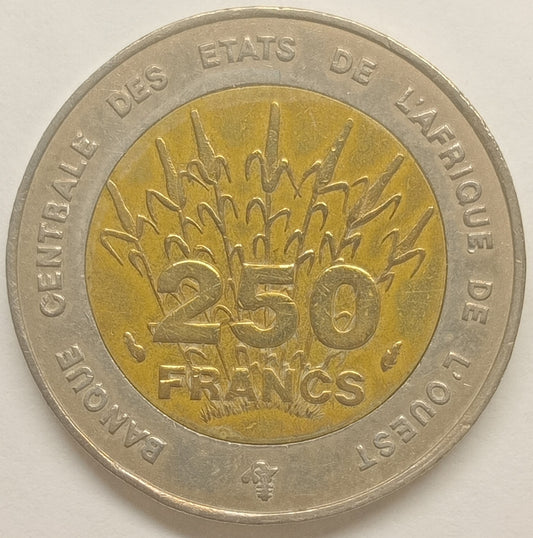 BANQUE CENTRALE DES ETATS DE L'AFRIQUE DE L'OUEST
250
FRANCS